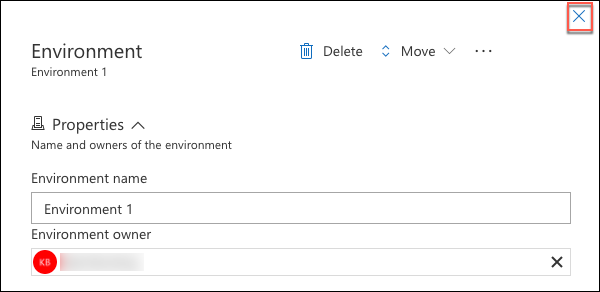 Environment
Environment 1
Delete
Move
Properties
Name and owners of the environment
Environment name
Environment 1
Environment owner
KB